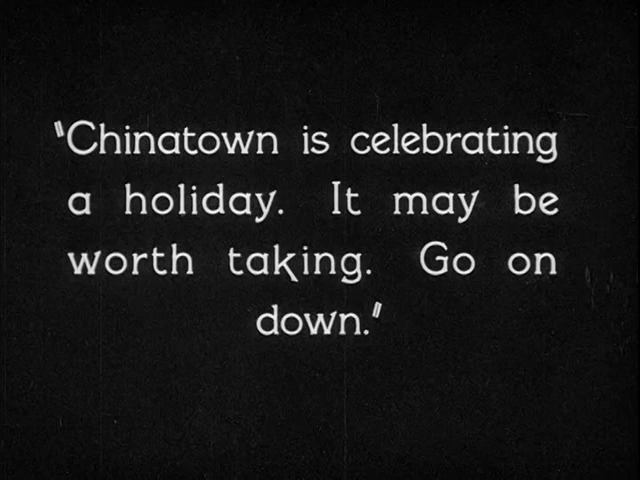 "Chinatown is celebrating
a holiday. It may be
worth taking. Go on
down."